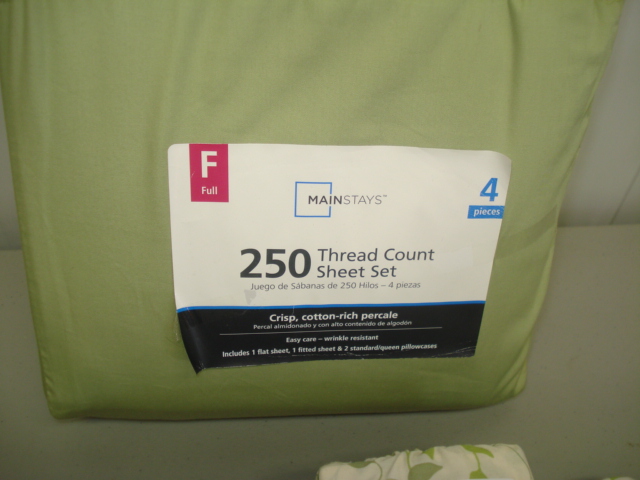 F
Full
MAINSTAYS™
4
pieces
250 Thread Count
Sheet Set
Juego de Sábanas de 250 Hilos – 4 piezas
Crisp, cotton-rich percale
Percal almidonado y con alto contenido de algodón
Easy care – wrinkle resistant
Includes 1 flat sheet, 1 fitted sheet & 2 standard/queen pillowcases